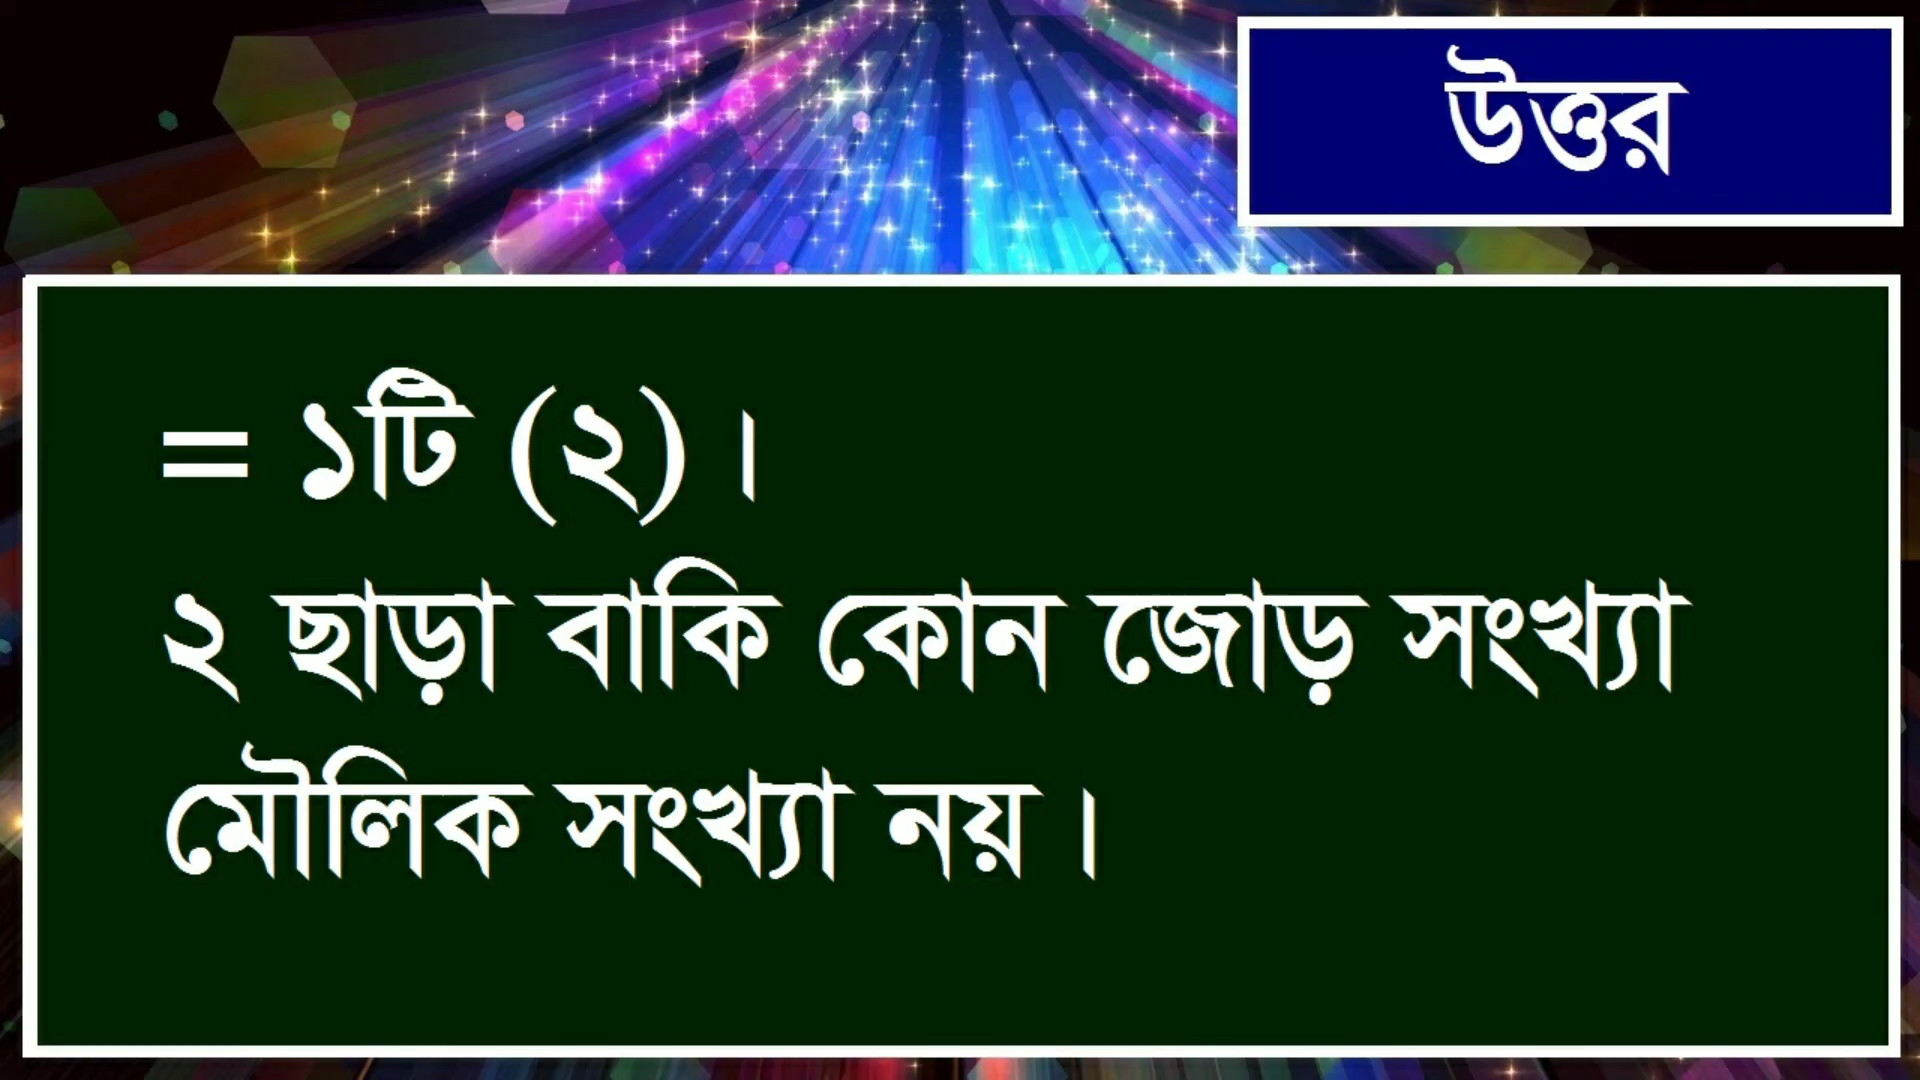 উত্তর
= ১টি (২) ।
২ ছাড়া বাকি কোন জোড় সংখ্যা
মৌলিক সংখ্যা নয় ।